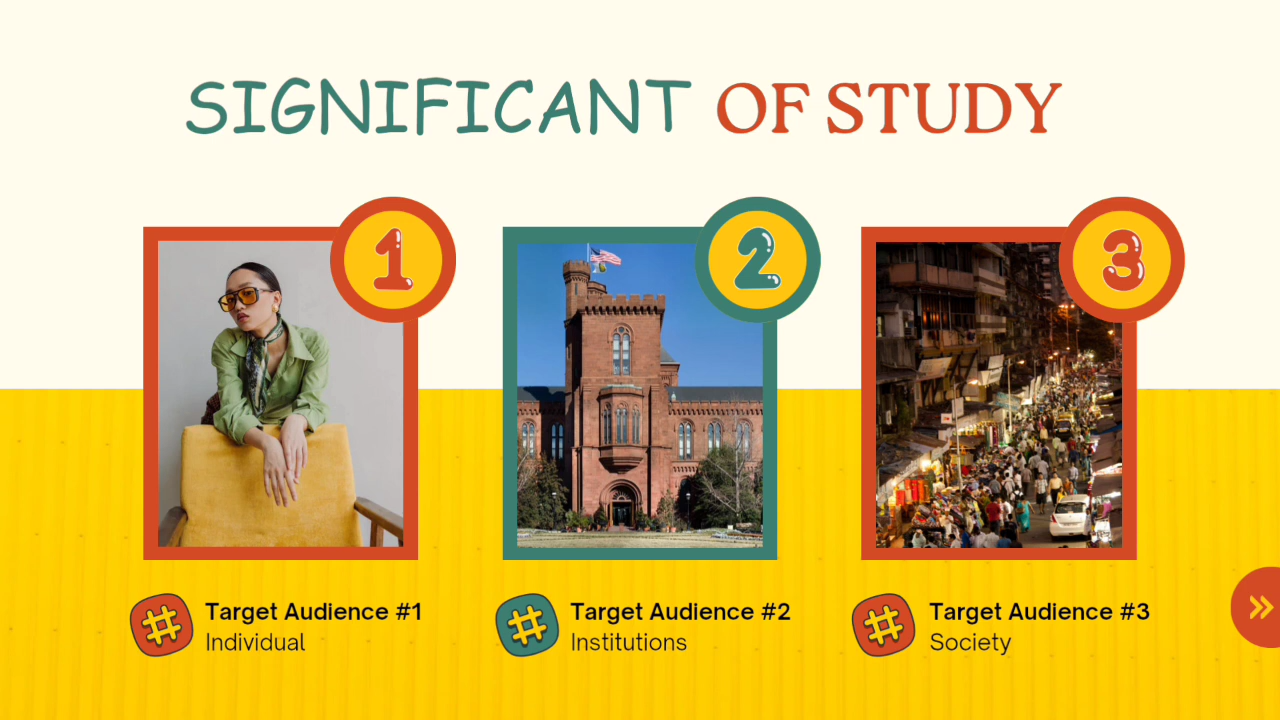 SIGNIFICANT OF STUDY
1
2
3
Target Audience #1
Individual
Target Audience #2
Institutions
Target Audience #3
Society